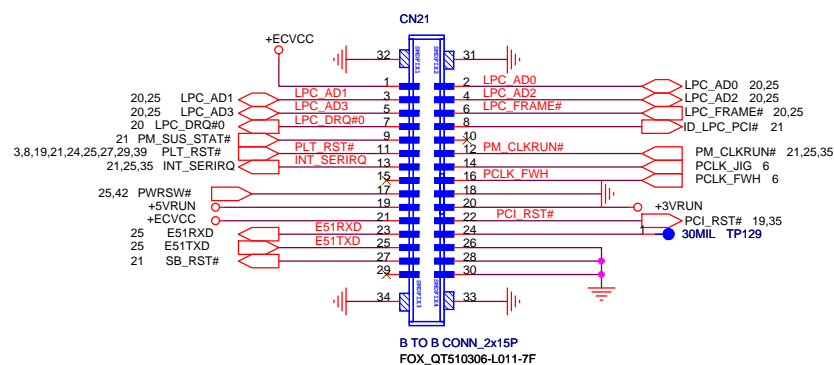 CN21
+ECVCC
32 SMDFIX1 SMDFIX2 31
1 2 LPC_AD0 LPC_AD0 20,25
20,25 LPC_AD1 LPC_AD1 3 4 LPC_AD2 LPC_AD2 20,25
20,25 LPC_AD3 LPC_AD3 5 6 LPC_FRAME# LPC_FRAME# 20,25
20 LPC_DRQ#0 LPC_DRQ#0 7 8 ID_LPC_PCI# 21
21 PM_SUS_STAT# 9 10
3,8,19,21,24,25,27,29,39 PLT_RST# PLT_RST# 11 12 PM_CLKRUN# PM_CLKRUN# 21,25,35
21,25,35 INT_SERIRQ INT_SERIRQ 13 14 PCLK_JIG 6
15 16 PCLK_FWH PCLK_FWH 6
25,42 PWRSW# 17 18
+5VRUN 19 20 +3VRUN
+ECVCC 21 22 PCI_RST# PCI_RST# 19,35
25 E51RXD E51RXD 23 24 1 30MIL TP129
25 E51TXD E51TXD 25 26
21 SB_RST# 27 28
29 30
34 SMDFIX3 SMDFIX4 33
B TO B CONN_2x15P
FOX_QT510306-L011-7F